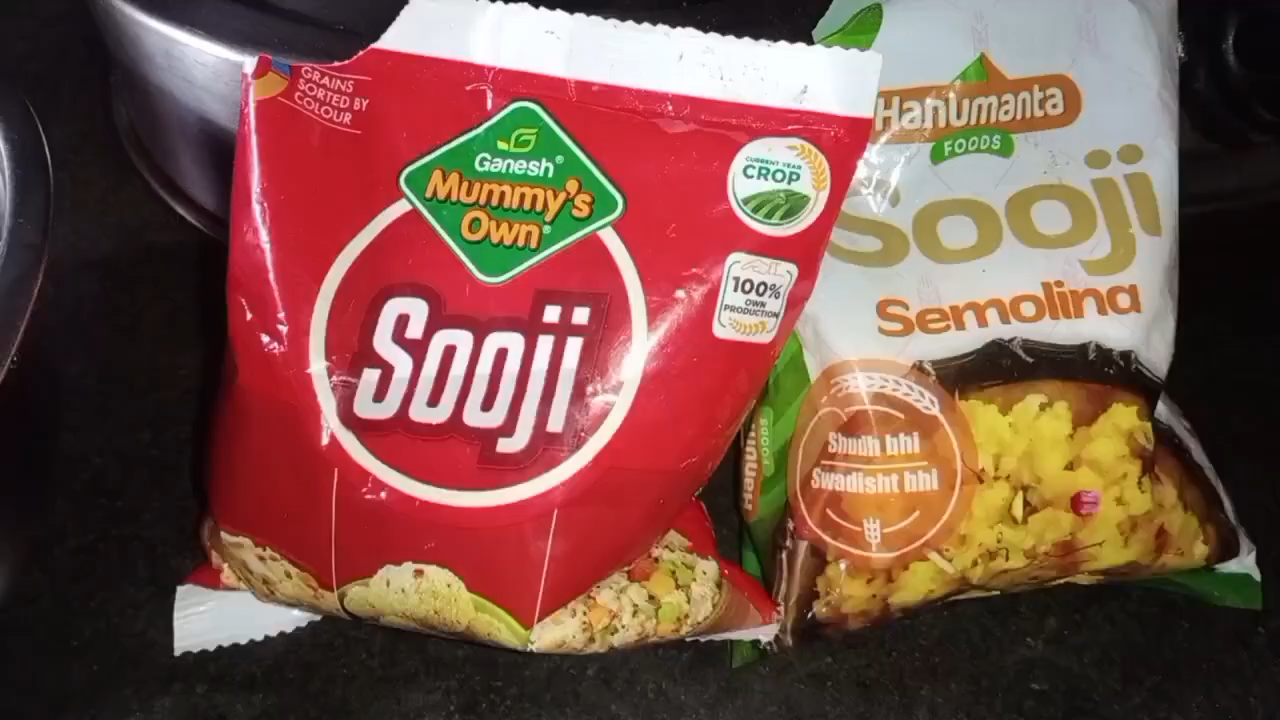 GRAINS
SORTED BY
COLOUR
Ganesh®
Mummy's
Own®
Sooji
CURRENT YEAR
CROP
100%
OWN
PRODUCTION
Hanumanta
FOODS
Sooji
Semolina
Shudh bhi
Swadisht bhi
FOODS